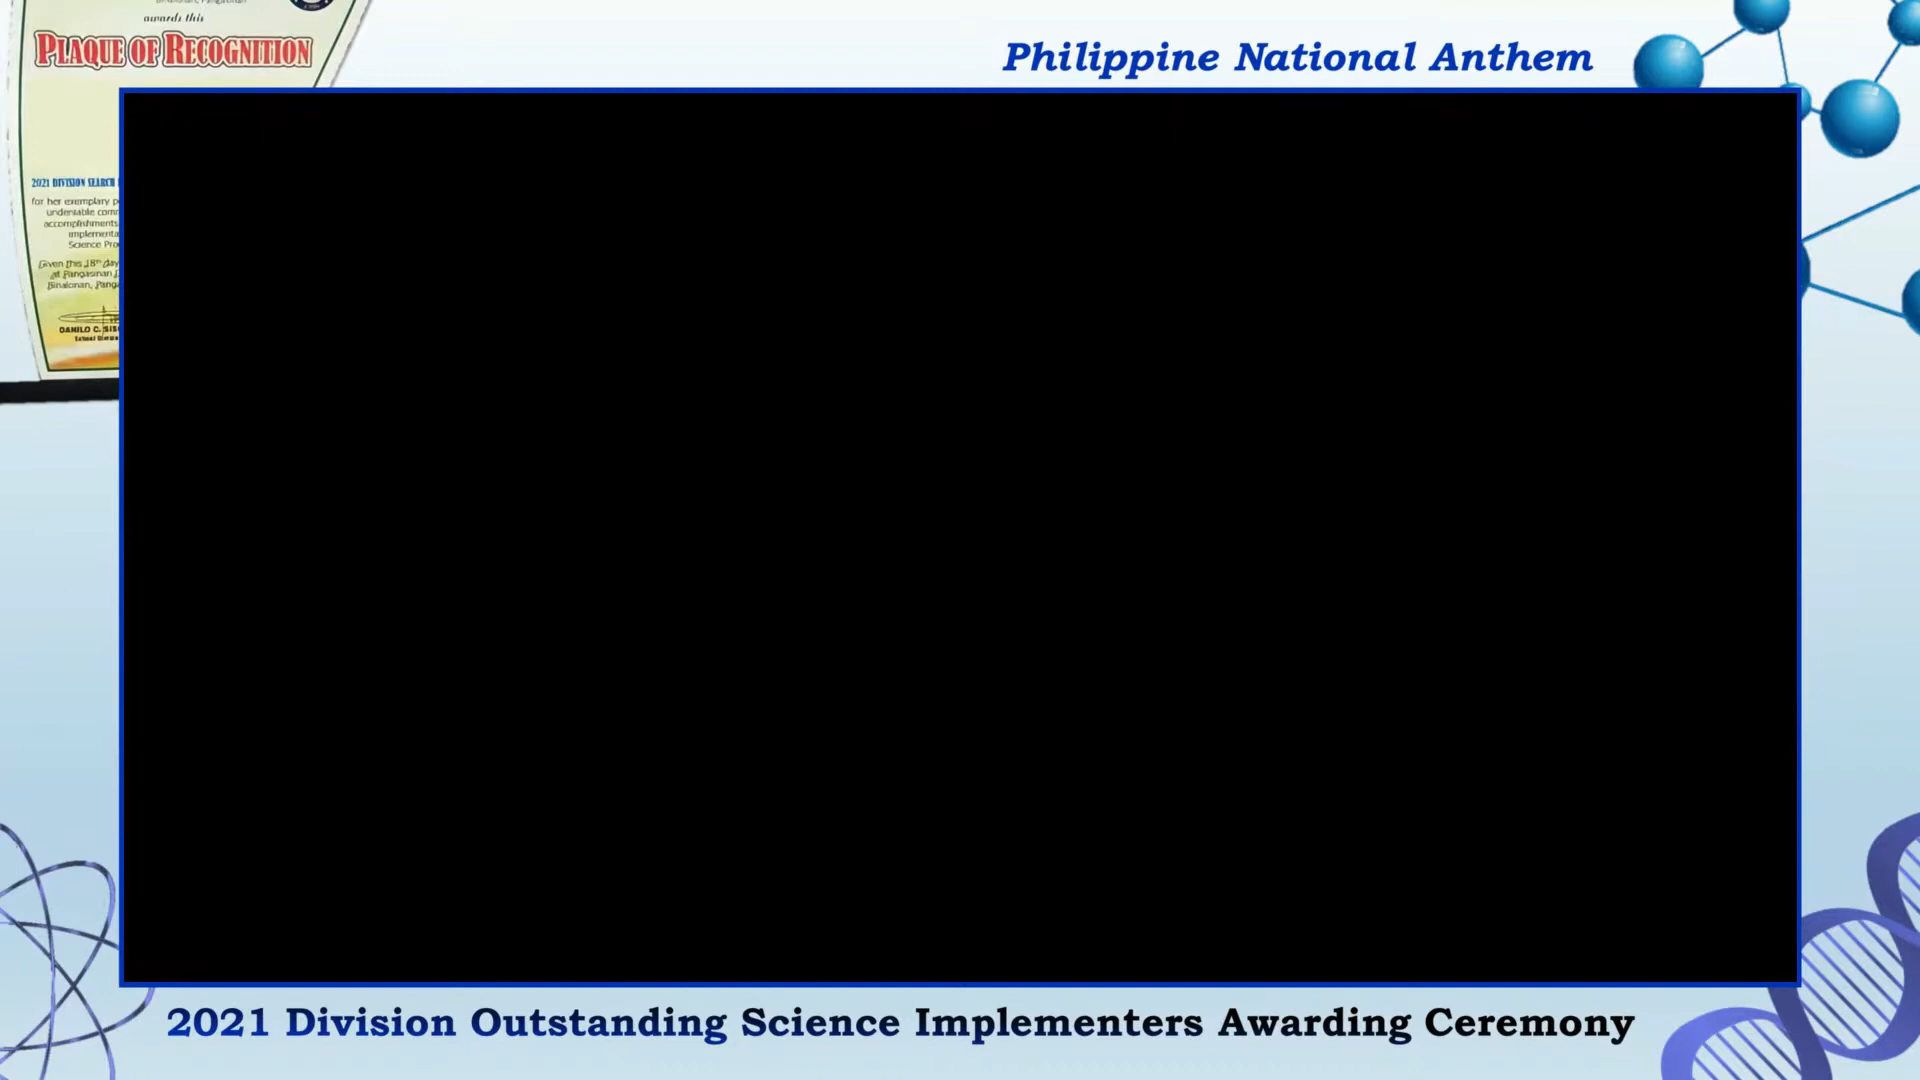 awards this
PLAQUE OF RECOGNITION
Philippine National Anthem
2021 DIVISION SEARCH
for her exemplary
undeniable
accomplishments
Science
Given this 18th day
at Pangasinan
Binalonan,
DANILO C.
2021 Division Outstanding Science Implementers Awarding Ceremony